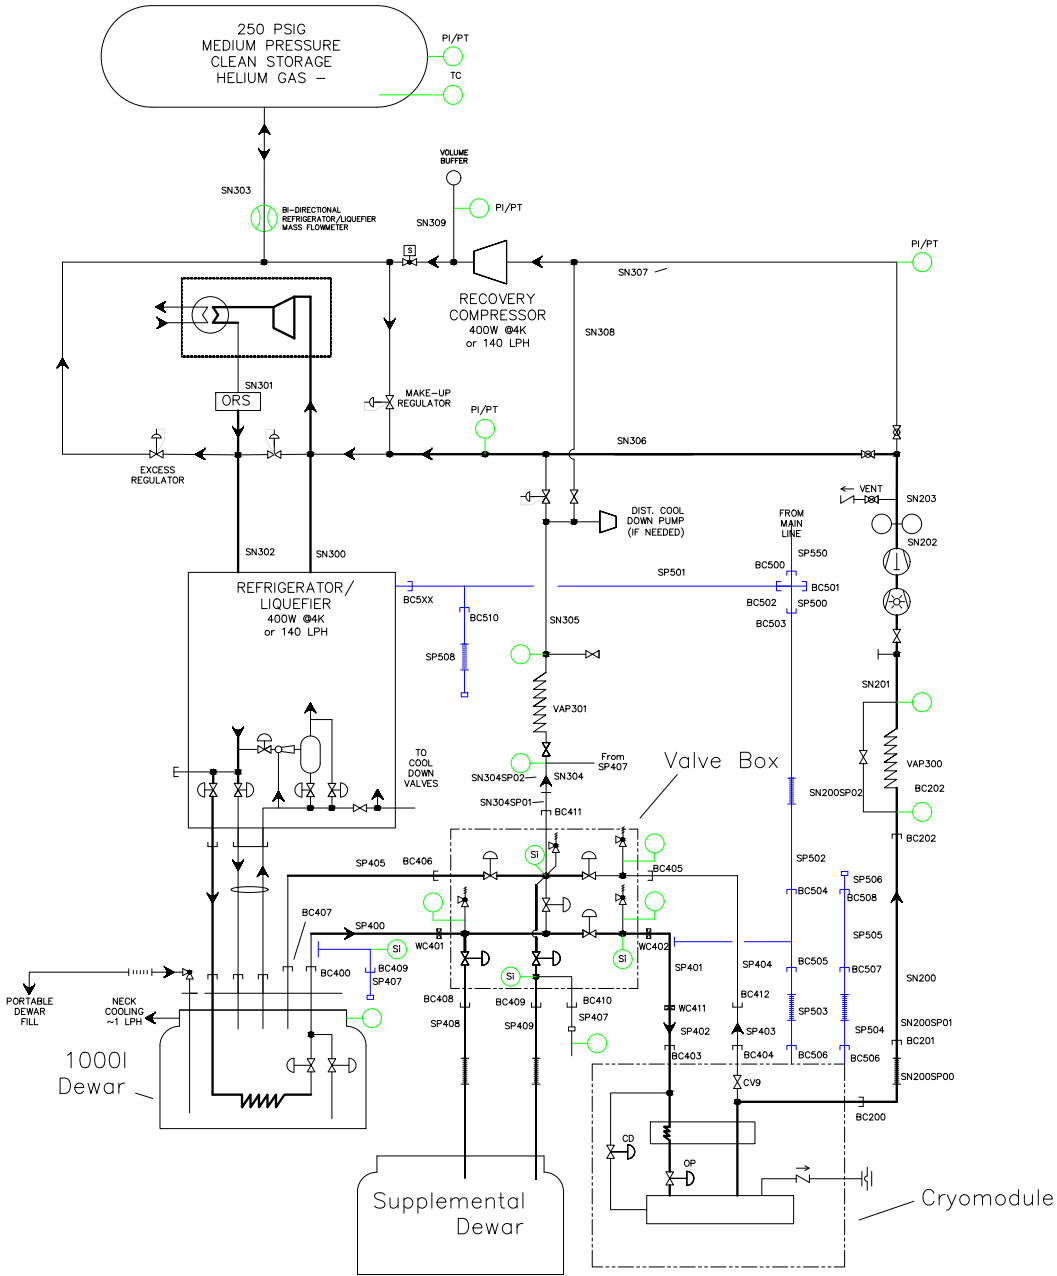 250 PSIG
MEDIUM PRESSURE
CLEAN STORAGE
HELIUM GAS -
PI/PT
TC
VOLUME
BUFFER
SN303
BI-DIRECTIONAL
REFRIGERATOR/LIQUEFIER
MASS FLOWMETER
PI/PT
SN309
S
PI/PT
SN307
RECOVERY
COMPRESSOR
400W @4K
or 140 LPH
SN308
SN301
ORS
MAKE-UP
REGULATOR
PI/PT
SN306
EXCESS
REGULATOR
VENT
SN203
DIST. COOL
DOWN PUMP
(IF NEEDED)
FROM
MAIN
LINE
SN202
SN302
SN300
SP550
BC500
SP501
BC501
REFRIGERATOR/
LIQUEFIER
400W @4K
or 140 LPH
BC5XX
BC502
SP500
BC503
BC510
SN305
SP508
SN201
VAP301
TO
COOL
DOWN
VALVES
From
SP407
Valve Box
VAP300
SN304SP02
SN304
SN200SP02
BC202
SN304SP01
BC411
BC202
SP405
BC406
Si
BC405
SP502
SP506
BC504
BC508
BC407
SP400
WC401
WC402
SP505
Si
BC400
BC409
SP407
Si
Si
SP401
SP404
BC505
BC507
SN200
PORTABLE
DEWAR
FILL
NECK
COOLING
~1 LPH
BC408
BC409
BC410
SP407
WC411
BC412
SP503
SP408
SP409
SP402
SP403
SP504
SN200SP01
BC201
1000l
Dewar
BC403
BC404
BC506
BC506
SN200SP00
CV9
BC200
CD
OP
Supplemental
Dewar
Cryomodule